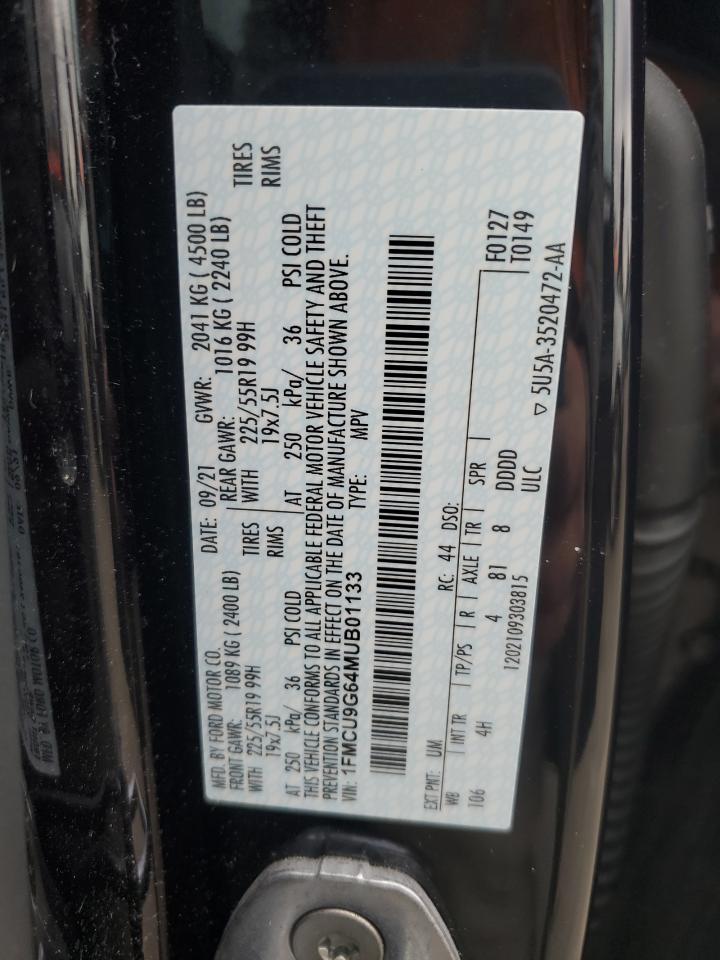 MFD. BY FORD MOTOR CO.
DATE: 09/21 GVWR: 2041 KG ( 4500 LB)
FRONT GAWR: 1089 KG ( 2400 LB) REAR GAWR: 1016 KG ( 2240 LB)
WITH 225/55R19 99H TIRES WITH 225/55R19 99H TIRES
19x7.5J RIMS 19x7.5J RIMS
AT 250 kPa/ 36 PSI COLD AT 250 kPa/ 36 PSI COLD
THIS VEHICLE CONFORMS TO ALL APPLICABLE FEDERAL MOTOR VEHICLE SAFETY AND THEFT
PREVENTION STANDARDS IN EFFECT ON THE DATE OF MANUFACTURE SHOWN ABOVE.
VIN: 1FMCU9G64MUB01133 TYPE: MPV
EXT PNT: UM RC: 44 DSO:
WB INT TR TP/PS R AXLE TR SPR F0127
106 4H 4 81 8 DDDD T0149
1202109303815 ULC ▽ 5U5A-3520472-AA